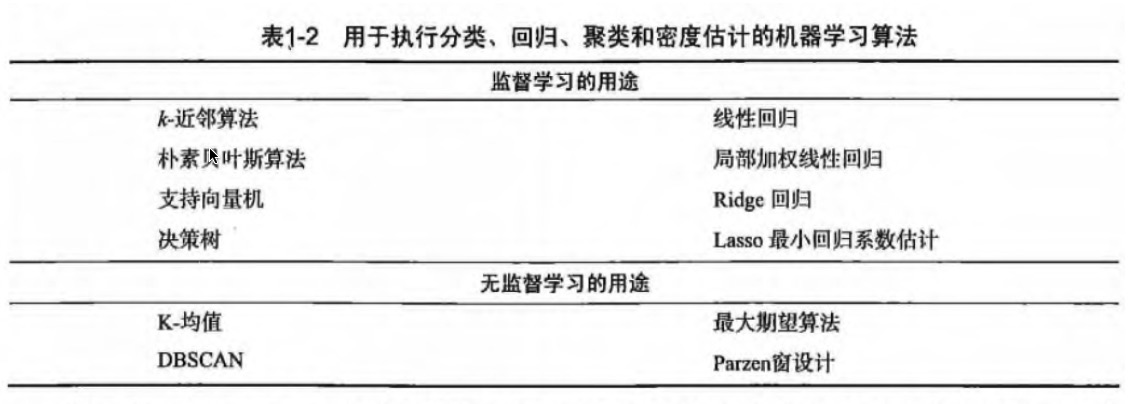 表1-2 用于执行分类、回归、聚类和密度估计的机器学习算法
监督学习的用途
k-近邻算法 线性回归
朴素贝叶斯算法 局部加权线性回归
支持向量机 Ridge 回归
决策树 Lasso 最小回归系数估计
无监督学习的用途
K-均值 最大期望算法
DBSCAN Parzen窗设计